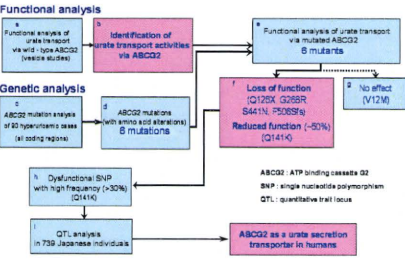 Functional analysis
a
Functional analysis of
urate transport
via wild - type ABCG2
(vesicle studies)
b
Identification of
urate transport activities
via ABCG2
e
Functional analysis of urate transport
via mutated ABCG2
6 mutants
Genetic analysis
c
ABCG2 mutation analysis
of 90 hyperuricemia cases
(all coding regions)
d
ABCG2 mutations
(with amino acid alterations)
6 mutations
f
Loss of function
(Q126X, G268R
S441N, F506Sfs)
Reduced function (~50%)
(Q141K)
g
No effect
(V12M)
h
Dysfunctional SNP
with high frequency (>30%)
(Q141K)
ABCG2 : ATP binding cassette G2
SNP : single nucleotide polymorphism
QTL : quantitative trait locus
i
QTL analysis
in 739 Japanese individuals
ABCG2 as a urate secretion
transporter in humans